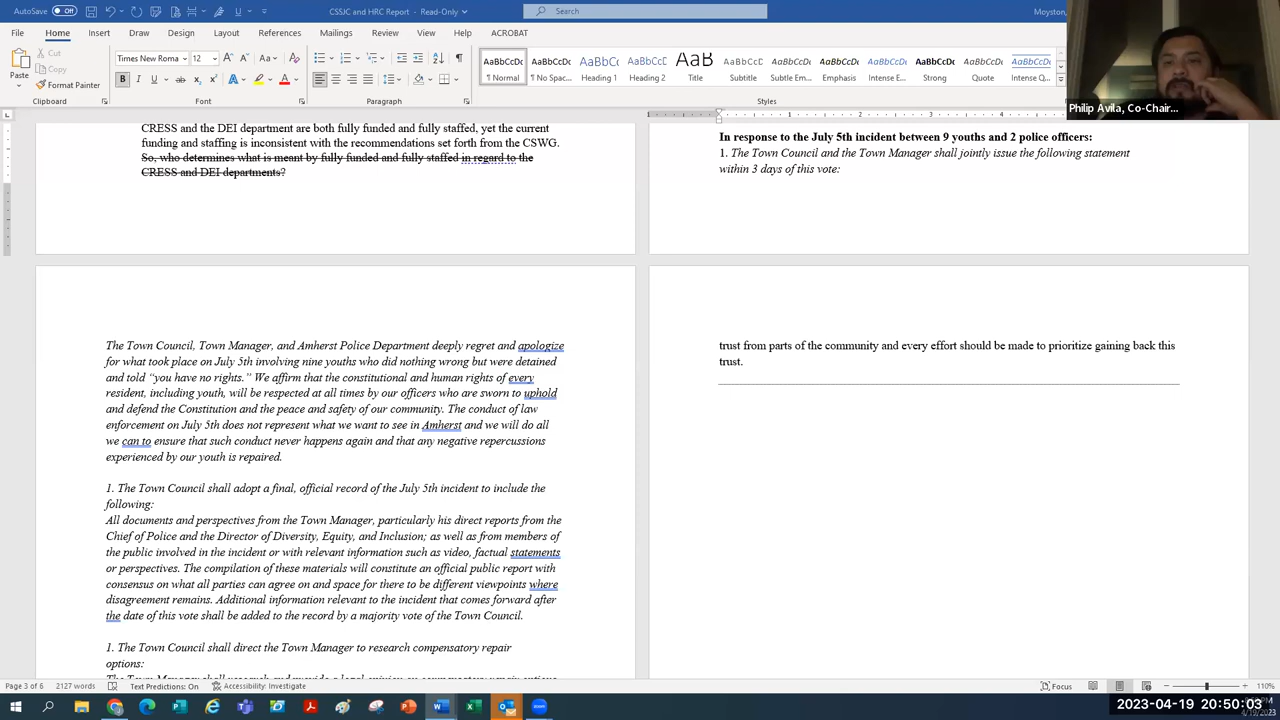 AutoSave Off
CSSJC and HRC Report - Read-Only
Search
Moyston,
File Home Insert Draw Design Layout References Mailings Review View Help ACROBAT
Paste
Cut
Copy
Format Painter
Clipboard
Times New Roma
12
Font
Paragraph
AaBbCcDc AaBbCcDc AaBbCc AaBbCcC AaBb AaBbCcC AaBbCcDc AaBbCcDc AaBbCcDc AaBbCcDc AaBbCcDc AaBbCcDc
¶ Normal ¶ No Spac... Heading 1 Heading 2 Title Subtitle Subtle Em... Emphasis Intense E... Strong Quote Intense Q...
Styles
Philip Avila, Co-Chair...
CRESS and the DEI department are both fully funded and fully staffed, yet the current
funding and staffing is inconsistent with the recommendations set forth from the CSWG.
So, who determines what is meant by fully funded and fully staffed in regard to the
CRESS and DEI departments?
In response to the July 5th incident between 9 youths and 2 police officers:
1. The Town Council and the Town Manager shall jointly issue the following statement
within 3 days of this vote:
The Town Council, Town Manager, and Amherst Police Department deeply regret and apologize
for what took place on July 5th involving nine youths who did nothing wrong but were detained
and told “you have no rights.” We affirm that the constitutional and human rights of every
resident, including youth, will be respected at all times by our officers who are sworn to uphold
and defend the Constitution and the peace and safety of our community. The conduct of law
enforcement on July 5th does not represent what we want to see in Amherst and we will do all
we can to ensure that such conduct never happens again and that any negative repercussions
experienced by our youth is repaired.
1. The Town Council shall adopt a final, official record of the July 5th incident to include the
following:
All documents and perspectives from the Town Manager, particularly his direct reports from the
Chief of Police and the Director of Diversity, Equity, and Inclusion; as well as from members of
the public involved in the incident or with relevant information such as video, factual statements
or perspectives. The compilation of these materials will constitute an official public report with
consensus on what all parties can agree on and space for there to be different viewpoints where
disagreement remains. Additional information relevant to the incident that comes forward after
the date of this vote shall be added to the record by a majority vote of the Town Council.
1. The Town Council shall direct the Town Manager to research compensatory repair
options:
trust from parts of the community and every effort should be made to prioritize gaining back this
trust.
Page 3 of 6 2127 words Text Predictions: On Accessibility: Investigate
Focus
110%
2023-04-19 20:50:03
4/19/2023